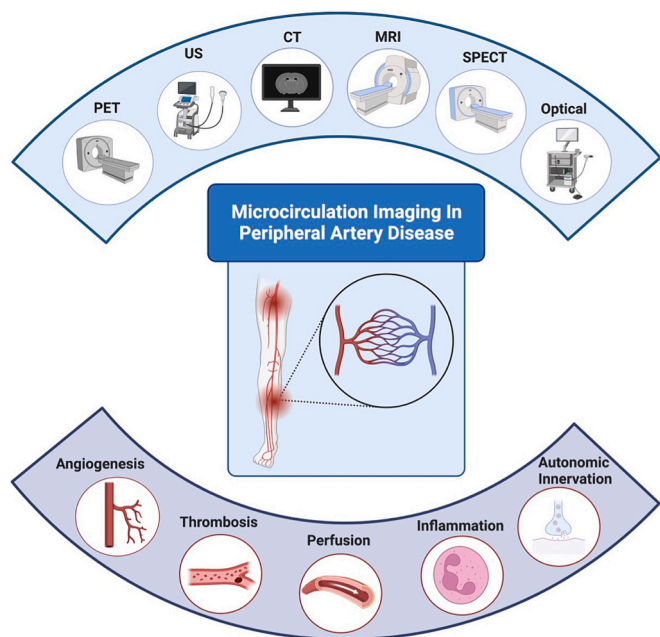 PET
US
CT
MRI
SPECT
Optical
Microcirculation Imaging In
Peripheral Artery Disease
Angiogenesis
Thrombosis
Perfusion
Inflammation
Autonomic
Innervation